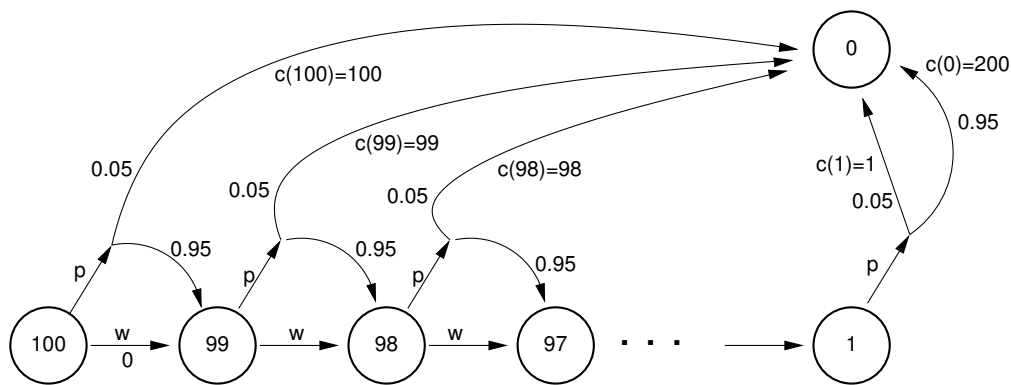 0
c(0)=200
c(100)=100
0.95
c(99)=99
c(1)=1
0.05
c(98)=98
0.05
0.05
0.05
0.95
0.95
0.95
p
p
p
p
100
w
0
99
w
98
w
97
. . .
1